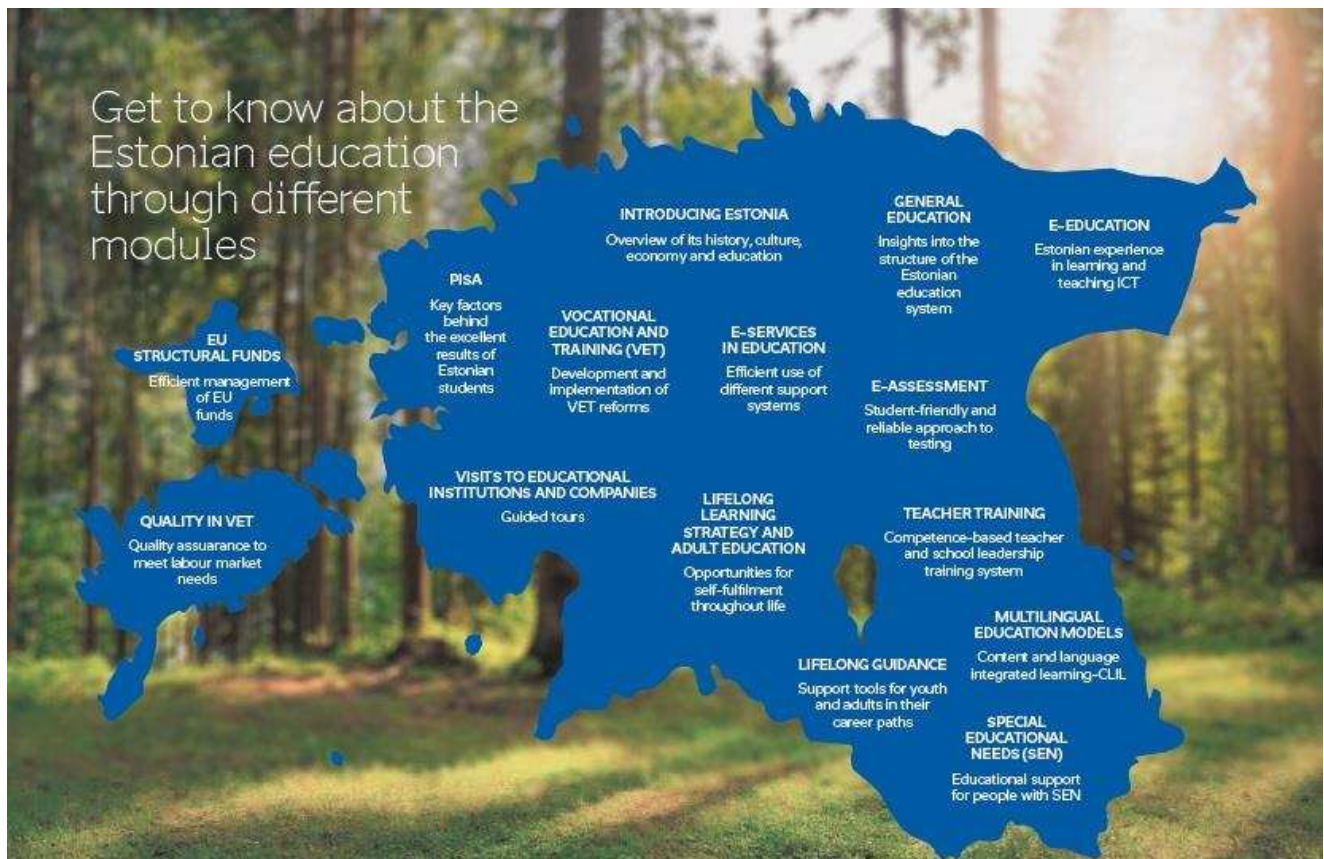 Get to know about the
Estonian education
through different
modules
INTRODUCING ESTONIA
Overview of its history, culture,
economy and education
GENERAL
EDUCATION
Insights into the
structure of the
Estonian
education
system
E-EDUCATION
Estonian experience
in learning and
teaching ICT
PISA
Key factors
behind
the excellent
results of
Estonian
students
VOCATIONAL
EDUCATION AND
TRAINING (VET)
Development and
implementation of
VET reforms
E-SERVICES
IN EDUCATION
Efficient use of
different support
systems
EU
STRUCTURAL FUNDS
Efficient management
of EU
funds
E-ASSESSMENT
Student-friendly and
reliable approach to
testing
VISITS TO EDUCATIONAL
INSTITUTIONS AND COMPANIES
Guided tours
LIFELONG
LEARNING
STRATEGY AND
ADULT EDUCATION
Opportunities for
self-fulfilment
throughout life
TEACHER TRAINING
Competence-based teacher
and school leadership
training system
QUALITY IN VET
Quality assuarance to
meet labour market
needs
MULTILINGUAL
EDUCATION MODELS
Content and language
integrated learning-CLIL
LIFELONG GUIDANCE
Support tools for youth
and adults in their
career paths
SPECIAL
EDUCATIONAL
NEEDS (SEN)
Educational support
for people with SEN